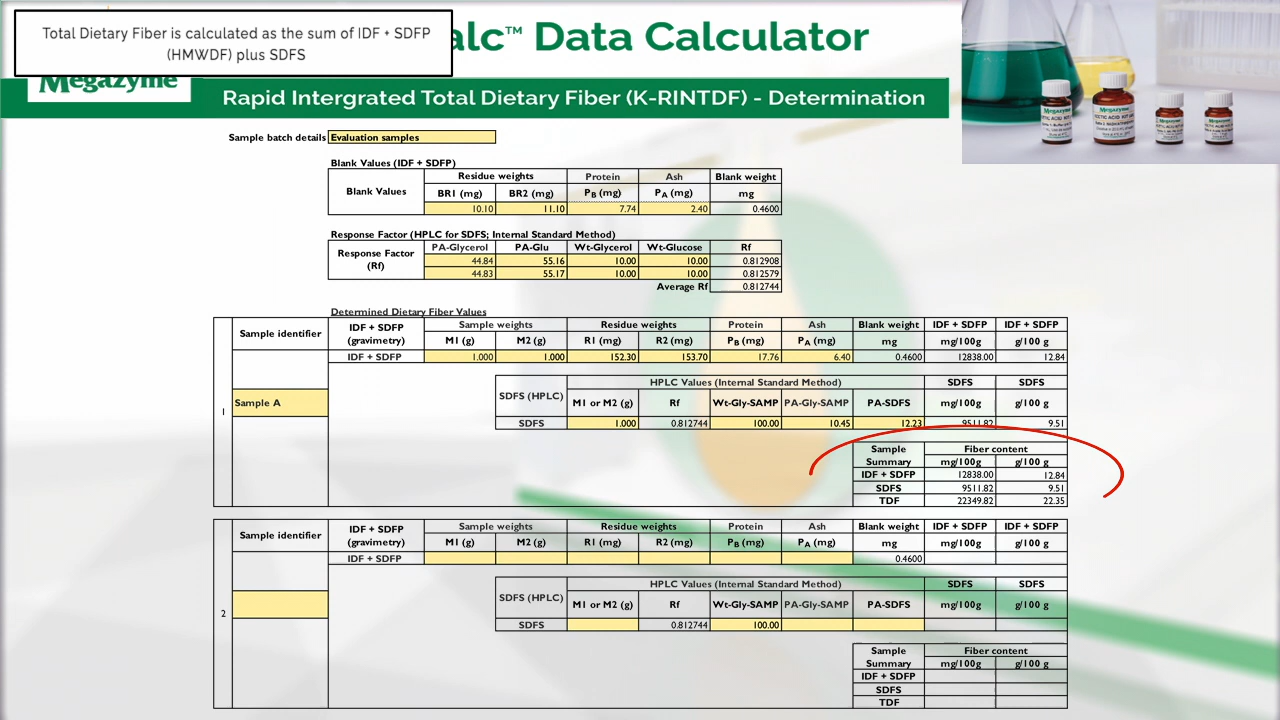 Total Dietary Fiber is calculated as the sum of IDF + SDFP
(HMWDF) plus SDFS
alc™ Data Calculator
Megazyme
Rapid Intergrated Total Dietary Fiber (K-RINTDF) - Determination
Sample batch details Evaluation samples
Blank Values (IDF + SDFP)
Blank Values Residue weights Protein Ash Blank weight
BR1 (mg) BR2 (mg) PB (mg) PA (mg) mg
10.10 11.10 7.74 2.40 0.4600
Response Factor (HPLC for SDFS; Internal Standard Method)
Response Factor (Rf) PA-Glycerol PA-Glu Wt-Glycerol Wt-Glucose Rf
44.84 55.16 10.00 10.00 0.812908
44.83 55.17 10.00 10.00 0.812579
Average Rf 0.812744
Determined Dietary Fiber Values
Sample identifier IDF + SDFP (gravimetry) Sample weights Residue weights Protein Ash Blank weight IDF + SDFP IDF + SDFP
M1 (g) M2 (g) R1 (mg) R2 (mg) PB (mg) PA (mg) mg mg/100g g/100 g
IDF + SDFP 1.000 1.000 152.30 153.70 17.76 6.40 0.4600 12838.00 12.84
SDFS (HPLC) HPLC Values (Internal Standard Method) SDFS SDFS
1 Sample A M1 or M2 (g) Rf Wt-Gly-SAMP PA-Gly-SAMP PA-SDFS mg/100g g/100 g
SDFS 1.000 0.812744 100.00 10.45 12.23 9511.82 9.51
Sample Summary Fiber content
mg/100g g/100 g
IDF + SDFP 12838.00 12.84
SDFS 9511.82 9.51
TDF 22349.82 22.35
Sample identifier IDF + SDFP (gravimetry) Sample weights Residue weights Protein Ash Blank weight IDF + SDFP IDF + SDFP
M1 (g) M2 (g) R1 (mg) R2 (mg) PB (mg) PA (mg) mg mg/100g g/100 g
IDF + SDFP 0.4600
SDFS (HPLC) HPLC Values (Internal Standard Method) SDFS SDFS
2 M1 or M2 (g) Rf Wt-Gly-SAMP PA-Gly-SAMP PA-SDFS mg/100g g/100 g
SDFS 0.812744 100.00
Sample Summary Fiber content
mg/100g g/100 g
IDF + SDFP
SDFS
TDF